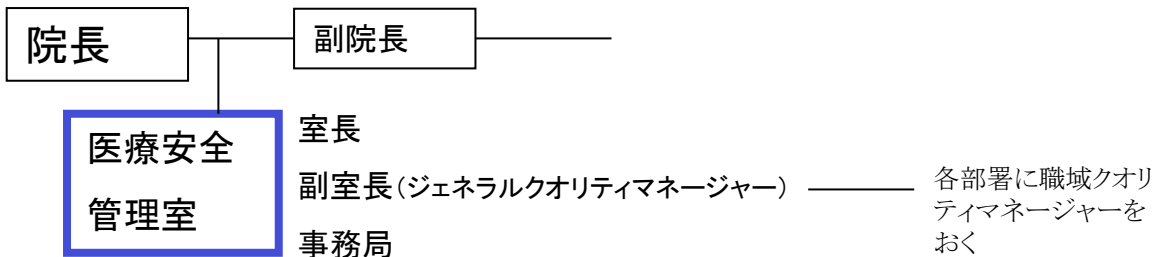 院長
副院長
医療安全
管理室
室長
副室長(ジェネラルクオリティマネージャー)
事務局
各部署に職域クオリ
ティマネージャーを
おく